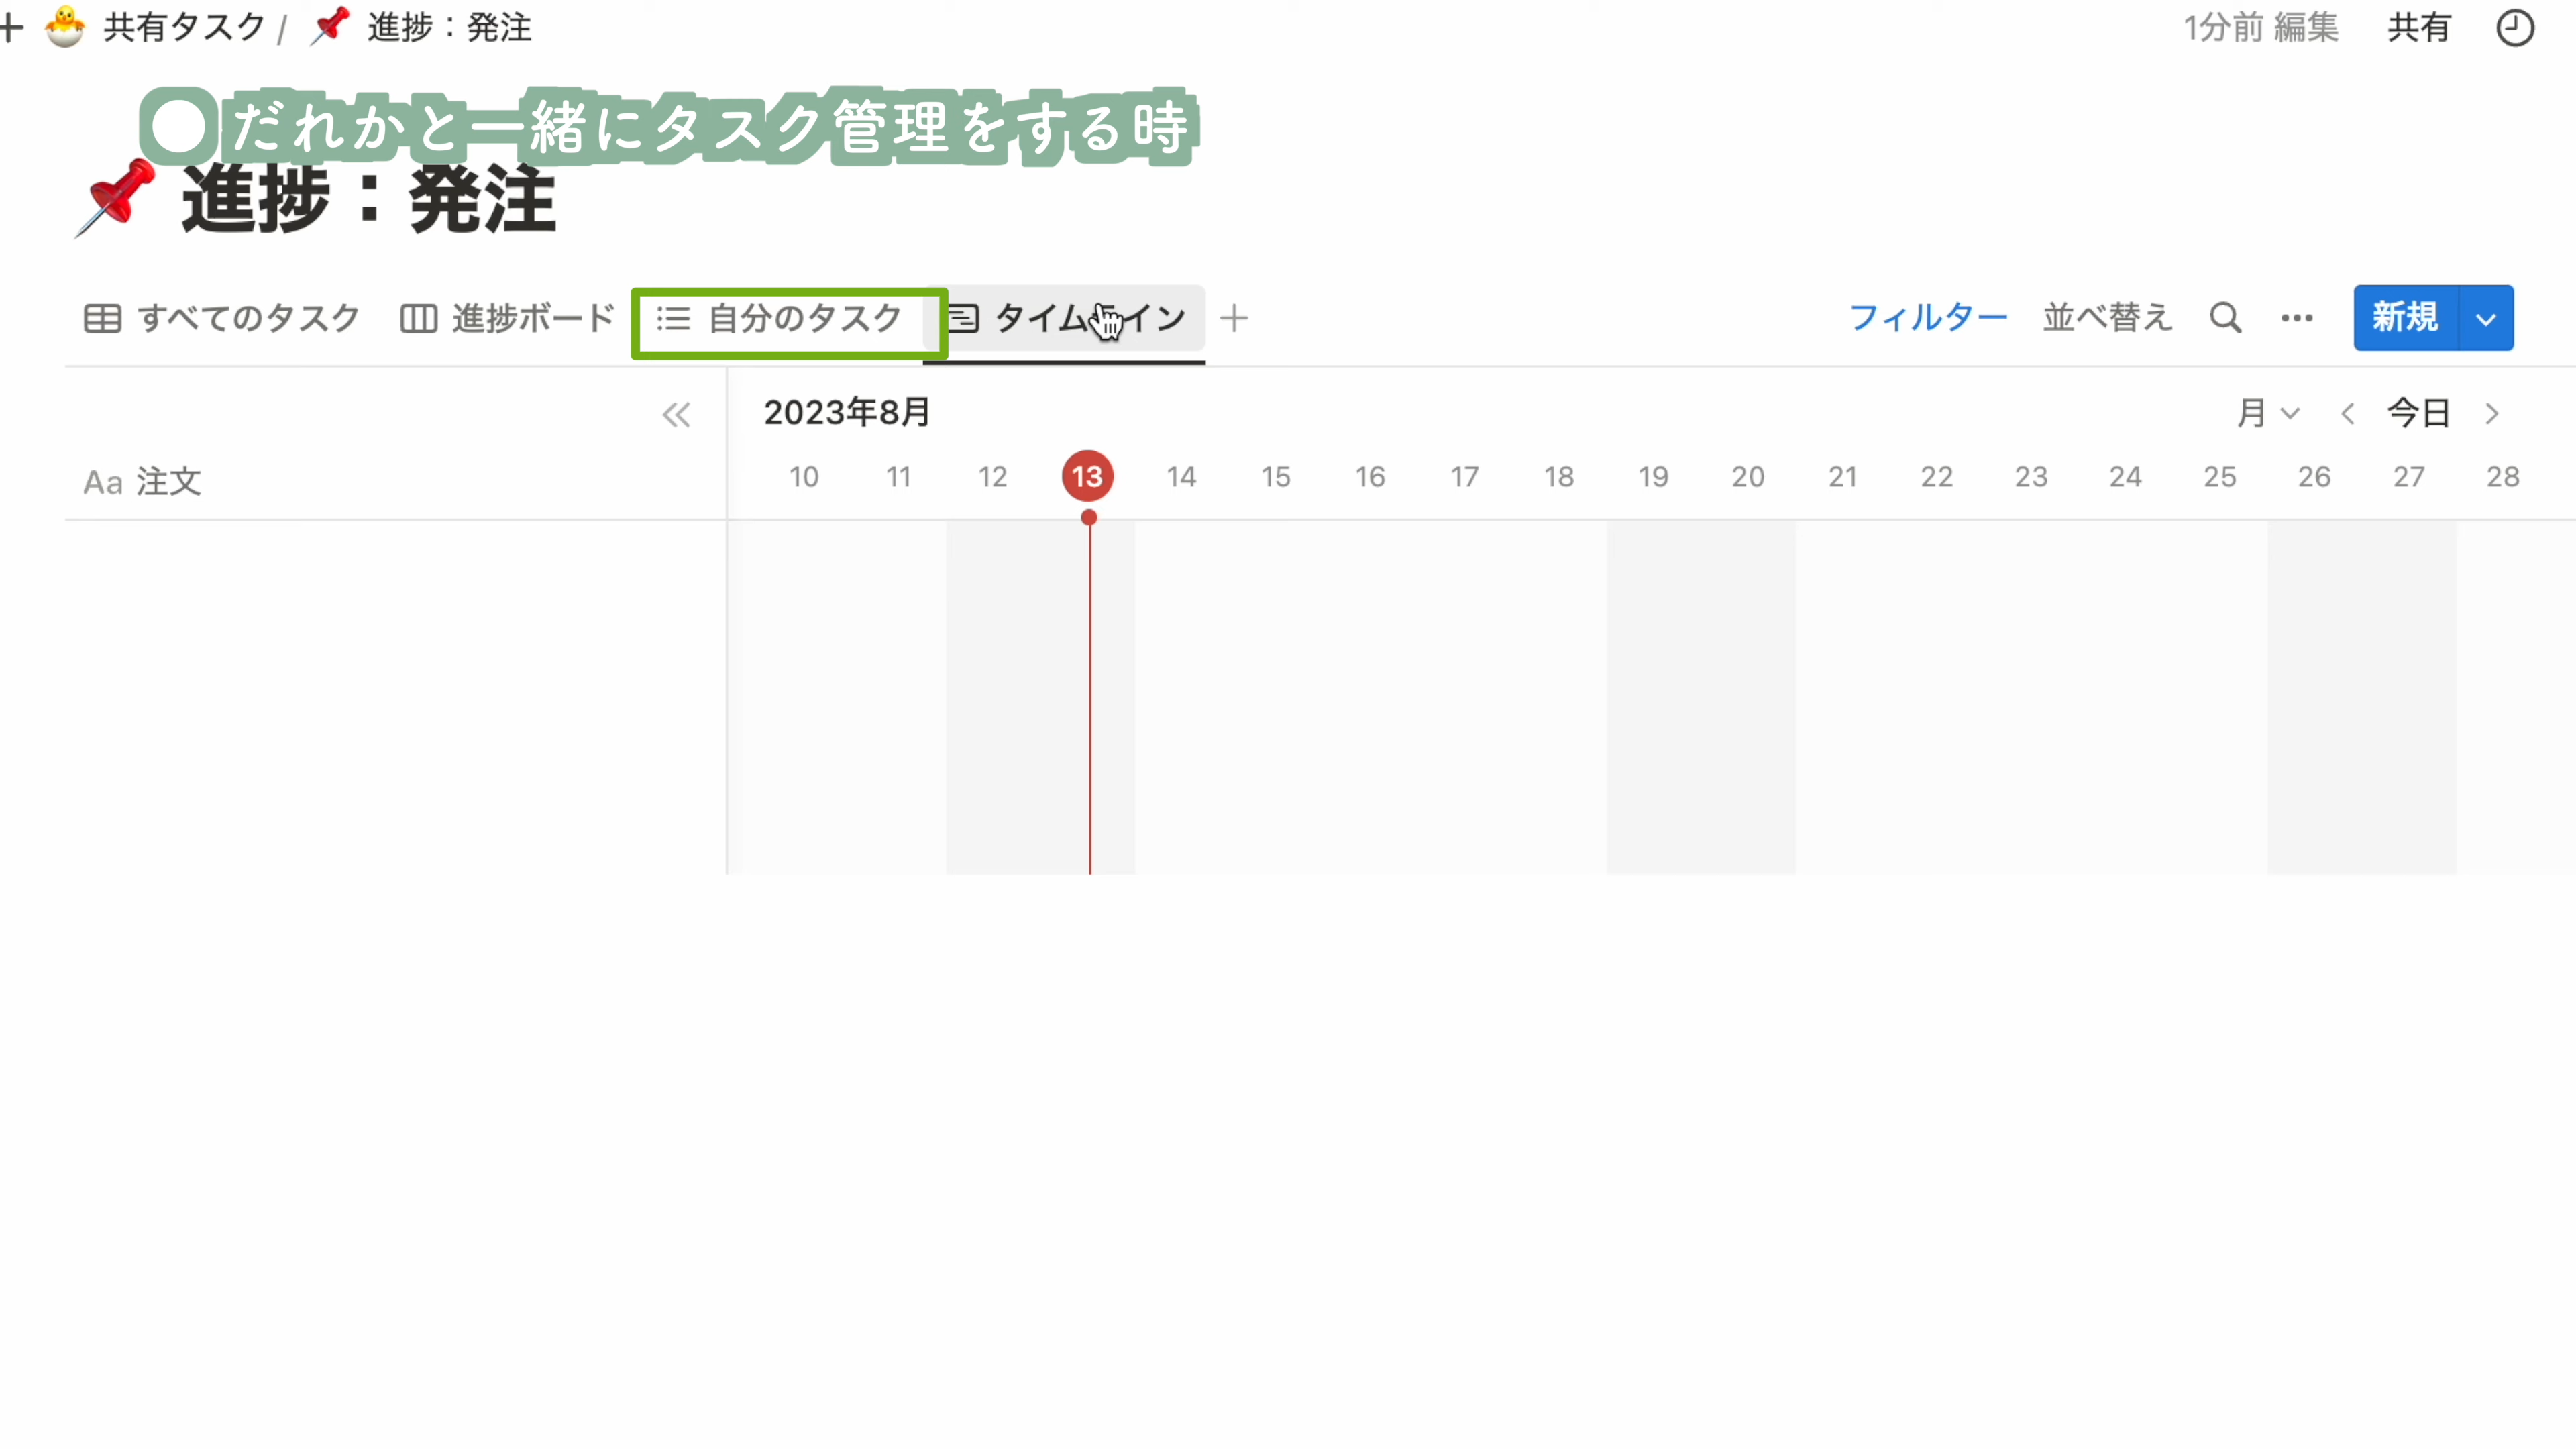 共有タスク / 進捗：発注
1分前 編集 共有
〇だれかと一緒にタスク管理をする時
進捗：発注
すべてのタスク 進捗ボード 自分のタスク タイムライン フィルター 並べ替え 新規
2023年8月 月 今日
Aa 注文 10 11 12 13 14 15 16 17 18 19 20 21 22 23 24 25 26 27 28